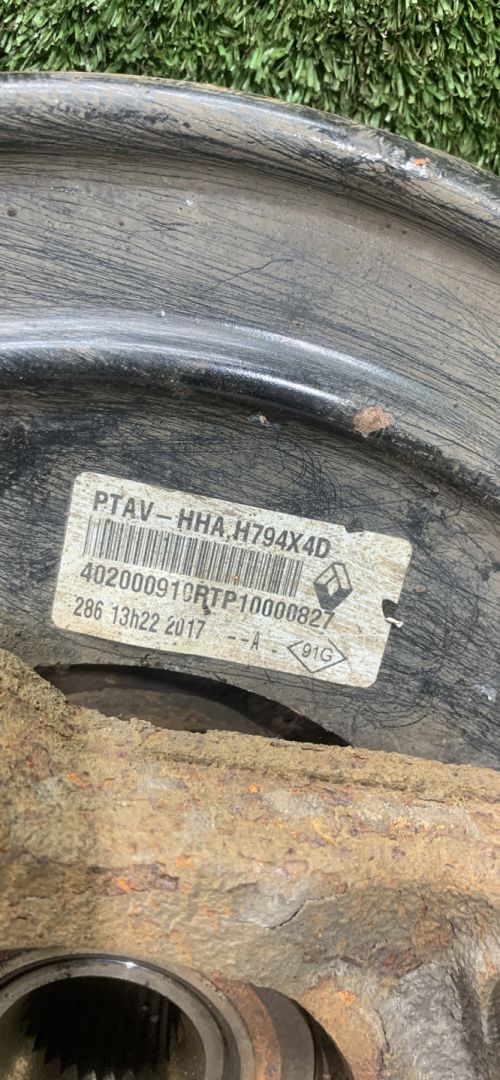 PTAV-HHA,H794X4D
402000910RTP10000827
286 13h22 2017 --A-
91G